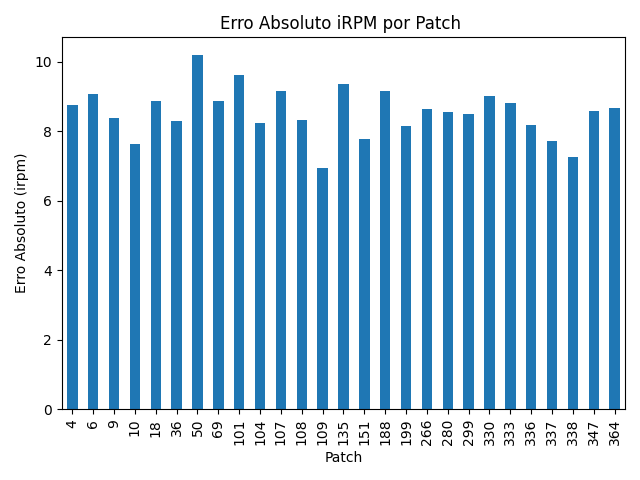 Erro Absoluto iRPM por Patch
Erro Absoluto (irpm)
10
8
6
4
2
0
4 6 9 10 18 36 50 69 101 104 107 108 109 135 151 188 199 266 280 299 330 333 336 337 338 347 364
Patch